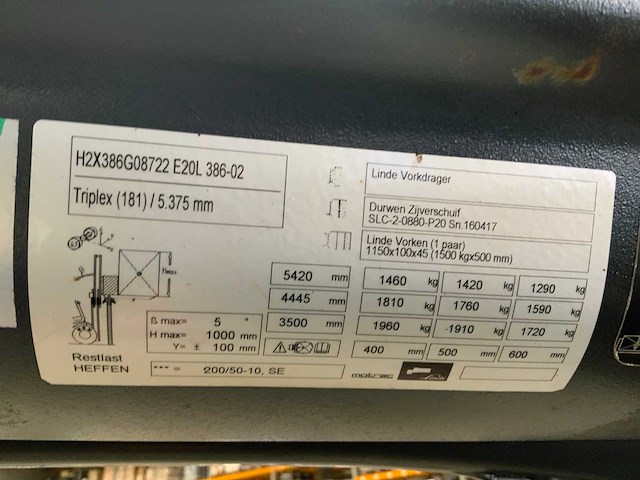 H2X386G08722 E20L 386-02
Triplex (181) / 5.375 mm
Linde Vorkdrager
Durwen Zijverschuif
SLC-2-0880-P20 Sn.160417
Linde Vorken (1 paar)
1150x100x45 (1500 kgx500 mm)
Hmax
5420 mm 1460 kg 1420 kg 1290 kg
4445 mm 1810 kg 1760 kg 1590 kg
3500 mm 1960 kg 1910 kg 1720 kg
400 mm 500 mm 600 mm
ß max= 5 °
H max= 1000 mm
Y= ± 100 mm
Restlast
HEFFEN
*** = 200/50-10, SE
motrac Linde